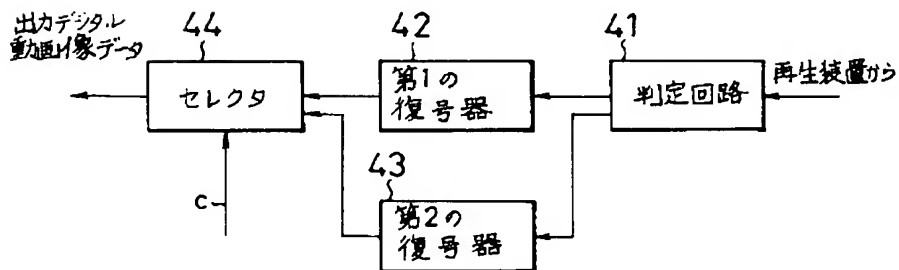 出力デジタル
動画像データ
44
セレクタ
C
42
第1の
復号器
43
第2の
復号器
41
判定回路
再生装置から